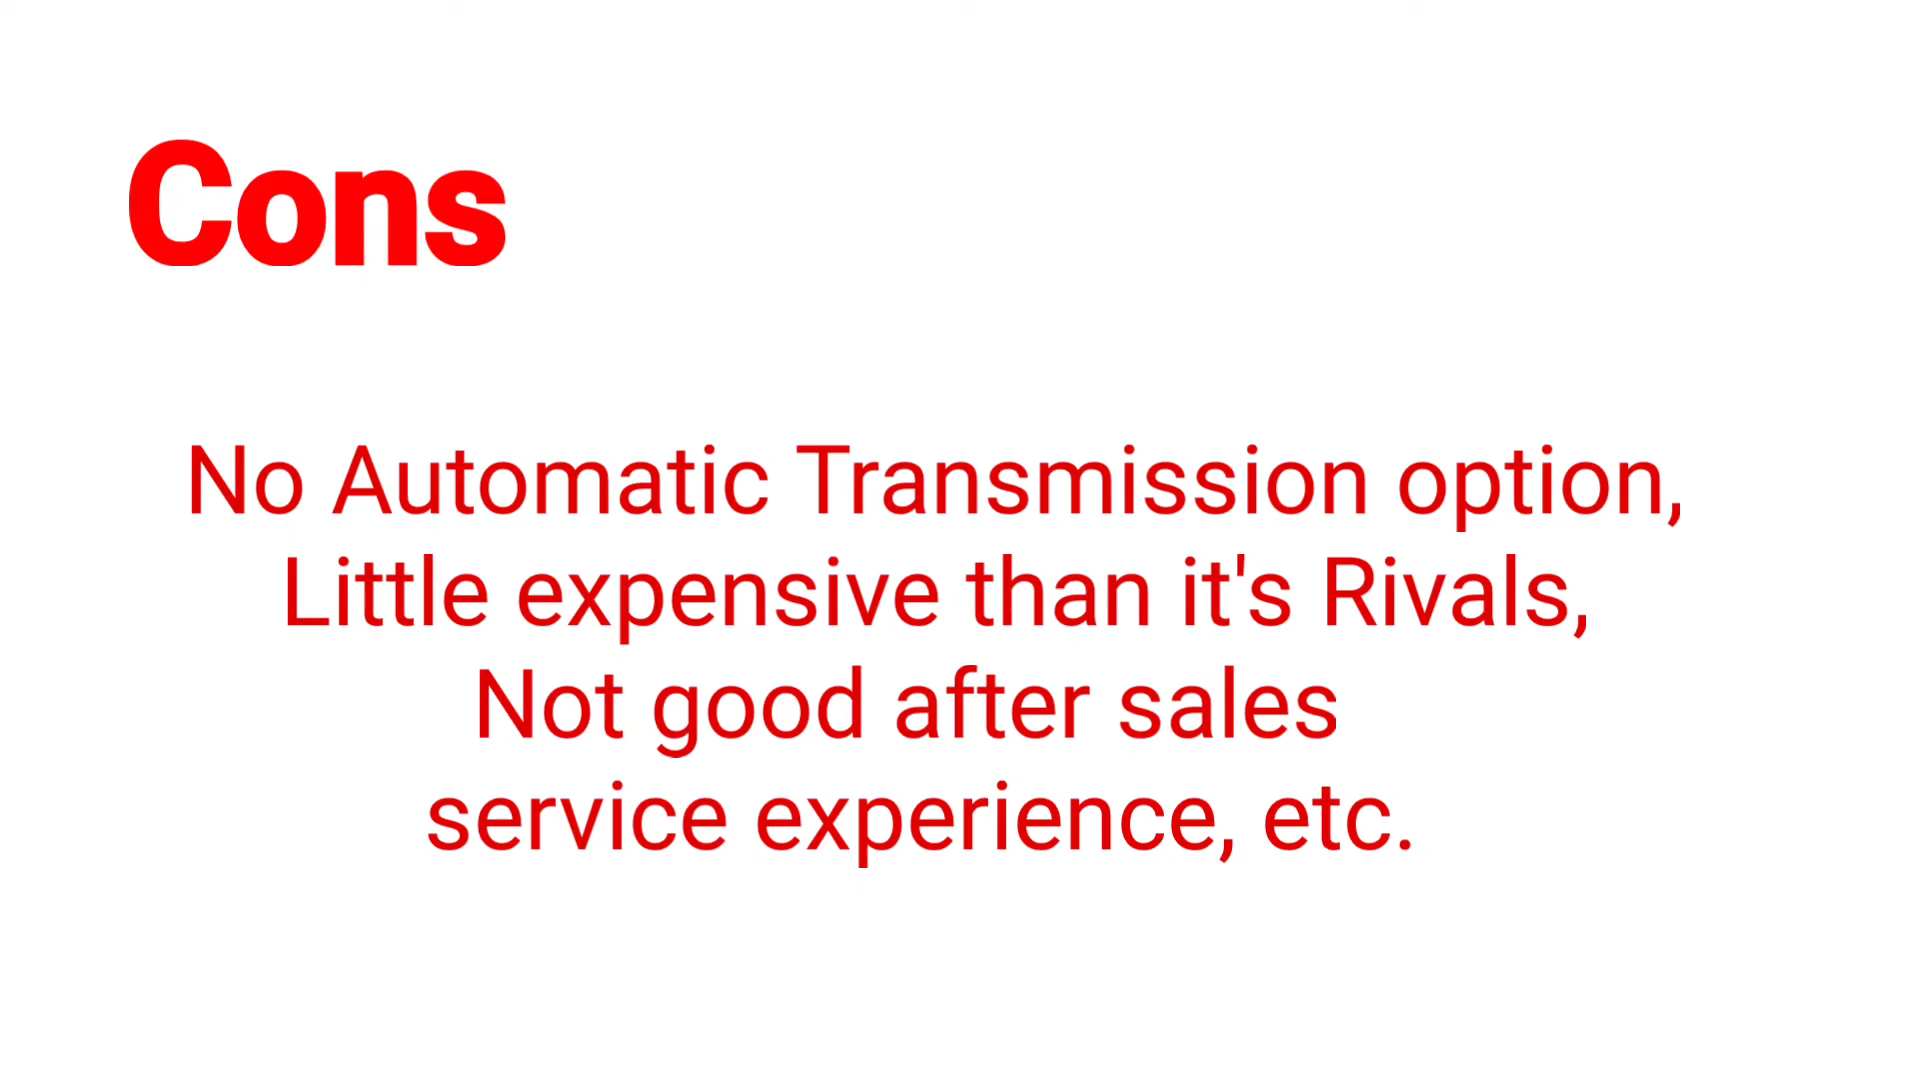 Cons
No Automatic Transmission option,
Little expensive than it's Rivals,
Not good after sales
service experience, etc.